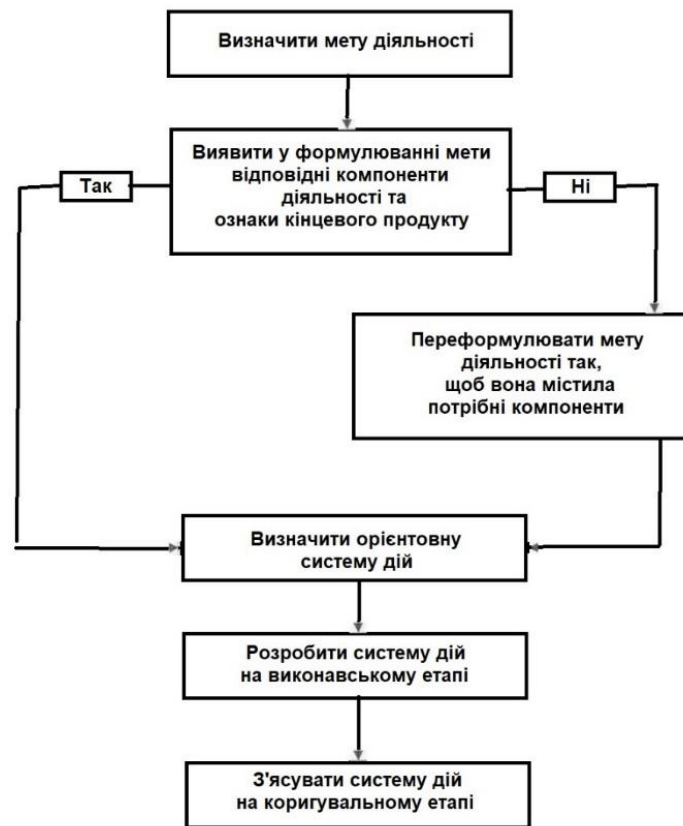 Визначити мету діяльності
Виявити у формулюванні мети
відповідні компоненти
діяльності та
ознаки кінцевого продукту
Так
Ні
Переформулювати мету
діяльності так,
щоб вона містила
потрібні компоненти
Визначити орієнтовну
систему дій
Розробити систему дій
на виконавському етапі
З'ясувати систему дій
на коригувальному етапі